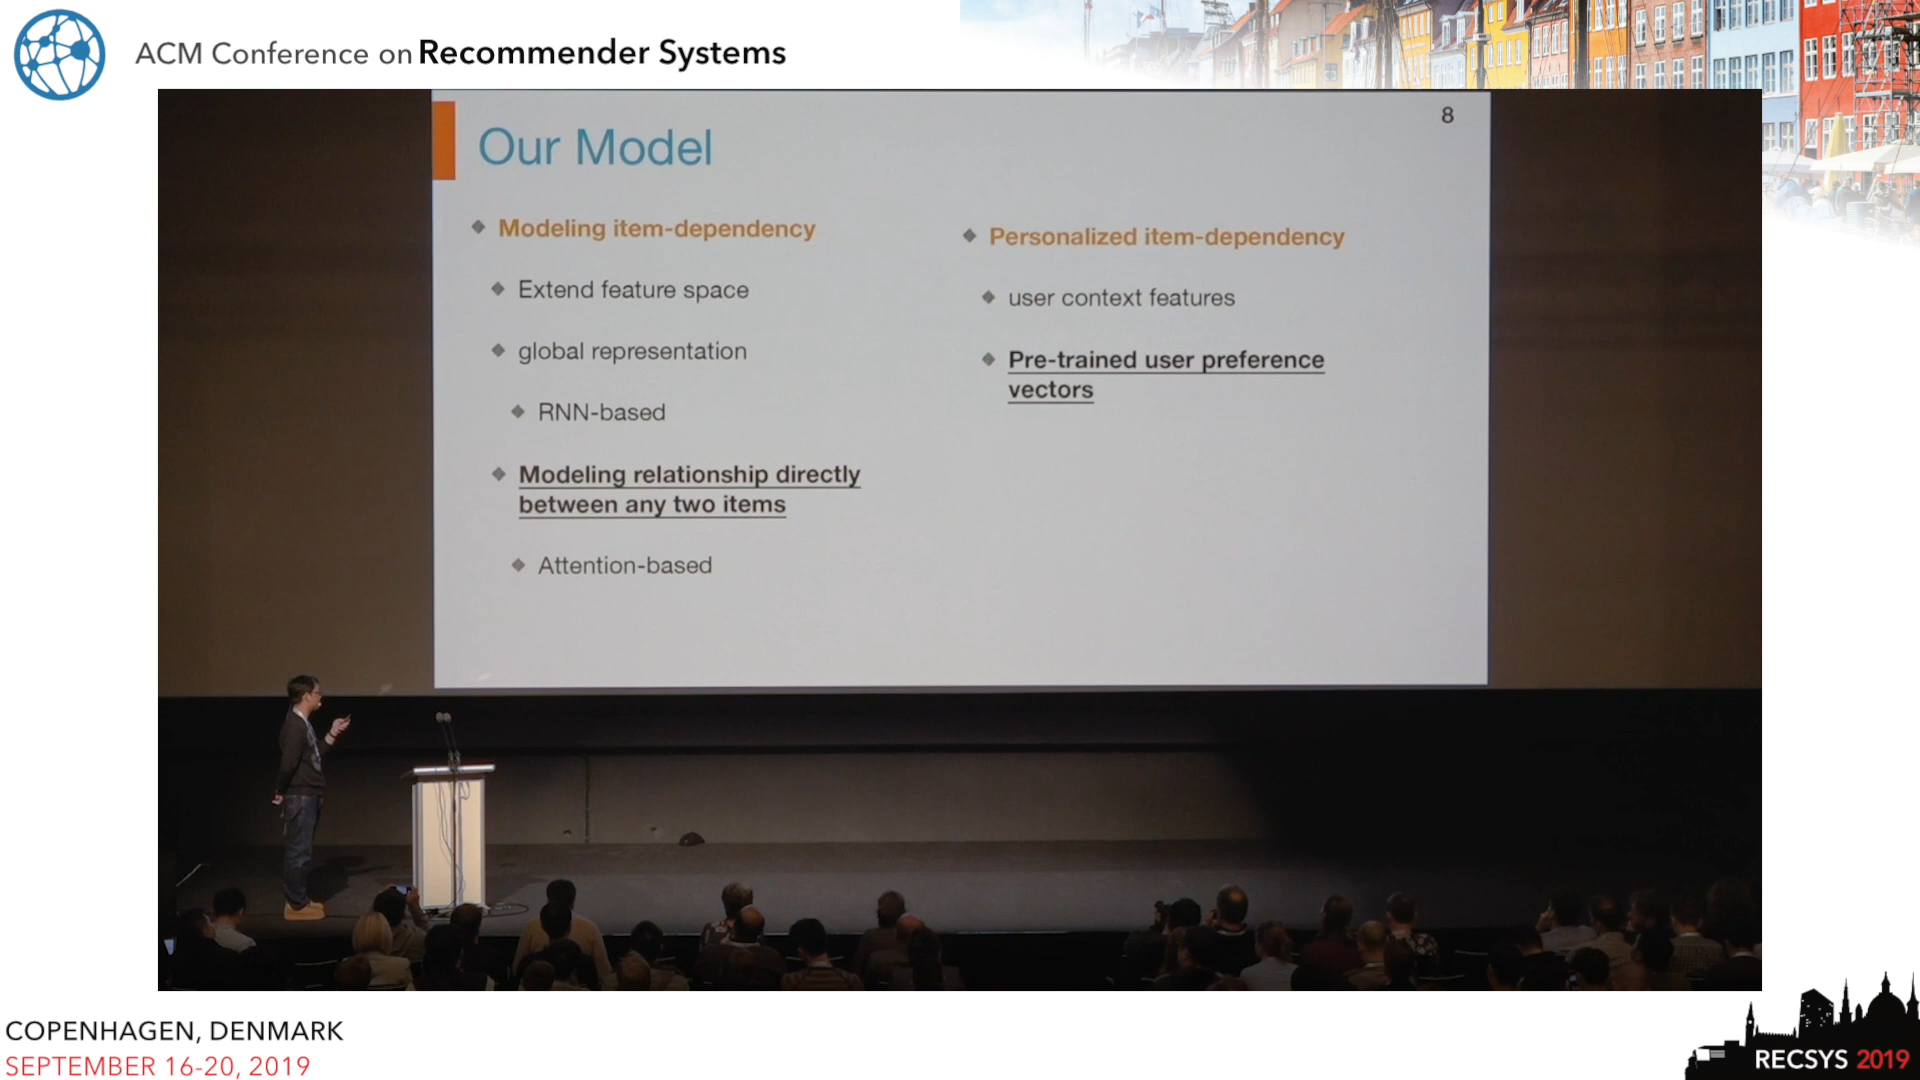 ACM Conference on Recommender Systems
8
Our Model
Modeling item-dependency
Extend feature space
global representation
RNN-based
Modeling relationship directly
between any two items
Attention-based
Personalized item-dependency
user context features
Pre-trained user preference
vectors
COPENHAGEN, DENMARK
SEPTEMBER 16-20, 2019
RECSYS 2019